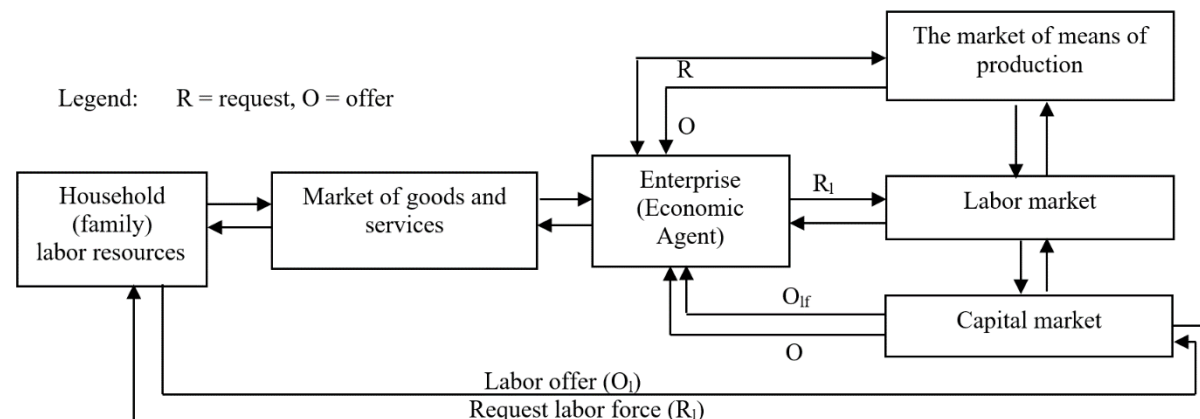 The market of means of
production
R
Legend: R = request, O = offer
O
Household
(family)
labor resources
Market of goods and
services
Enterprise
(Economic
Agent)
Rl
Labor market
Olf
Capital market
O
Labor offer (Ol)
Request labor force (Rl)